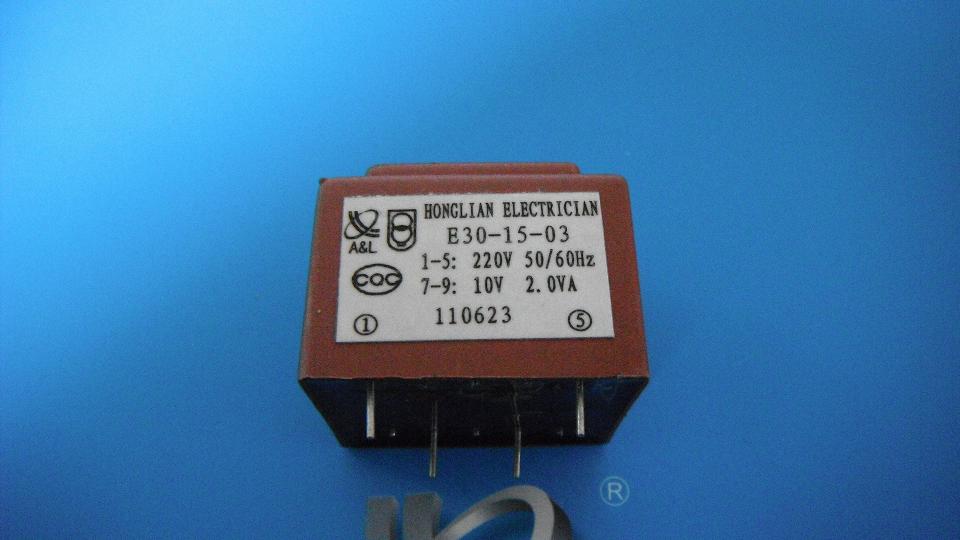 HONGLIAN ELECTRICIAN
A&L
E30-15-03
1-5: 220V 50/60Hz
CQC
7-9: 10V 2.0VA
110623
① ⑤
®